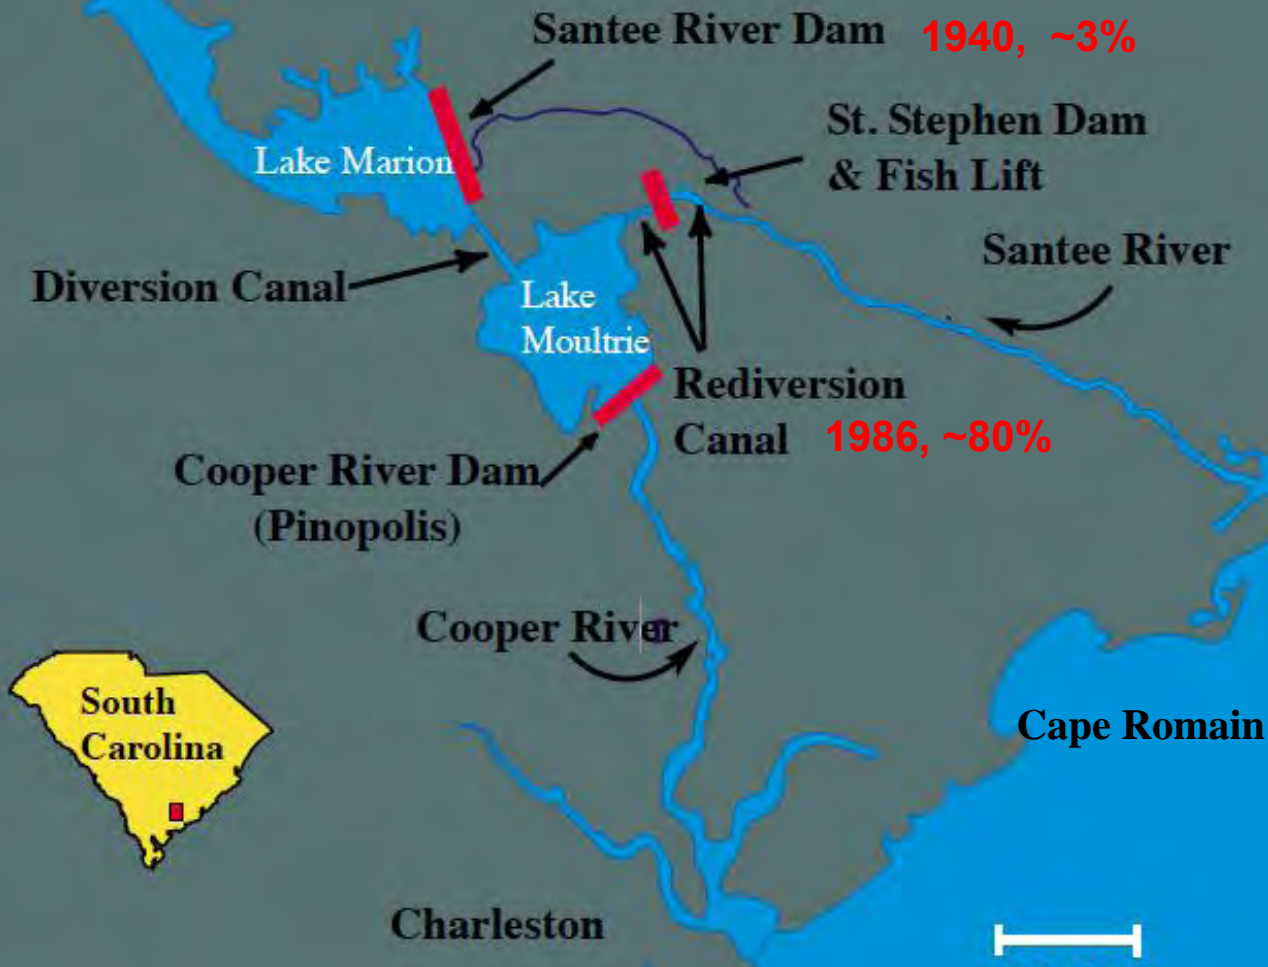 Santee River Dam 1940, ~3%
St. Stephen Dam
& Fish Lift
Lake Marion
Santee River
Diversion Canal
Lake
Moultrie
Rediversion
Canal 1986, ~80%
Cooper River Dam
(Pinopolis)
Cooper River
South
Carolina
Cape Romain
Charleston